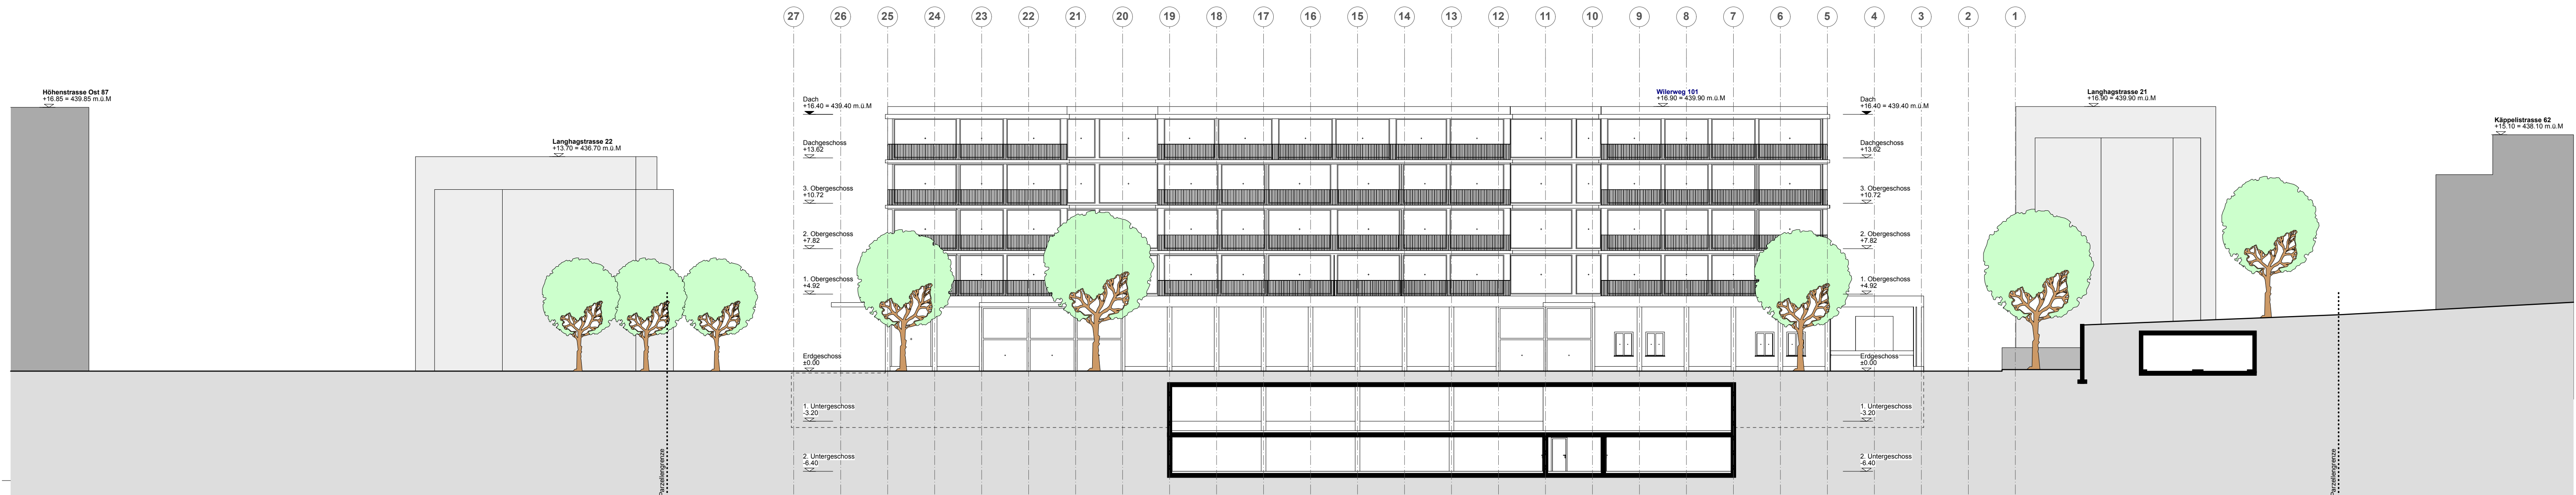 27 26 25 24 23 22 21 20 19 18 17 16 15 14 13 12 11 10 9 8 7 6 5 4 3 2 1
Höhenstrasse Ost 87
+16.85 = 439.85 m.ü.M
Langhagstrasse 22
+13.70 = 436.70 m.ü.M
Dach
+16.40 = 439.40 m.ü.M
Dachgeschoss
+13.62
3. Obergeschoss
+10.72
2. Obergeschoss
+7.82
1. Obergeschoss
+4.92
Erdgeschoss
±0.00
1. Untergeschoss
-3.20
2. Untergeschoss
-6.40
Parzellengrenze
Wilerweg 101
+16.90 = 439.90 m.ü.M
Dach
+16.40 = 439.40 m.ü.M
Dachgeschoss
+13.62
3. Obergeschoss
+10.72
2. Obergeschoss
+7.82
1. Obergeschoss
+4.92
Erdgeschoss
±0.00
1. Untergeschoss
-3.20
2. Untergeschoss
-6.40
Langhagstrasse 21
+16.90 = 439.90 m.ü.M
Käppelistrasse 62
+15.10 = 438.10 m.ü.M
Parzellengrenze